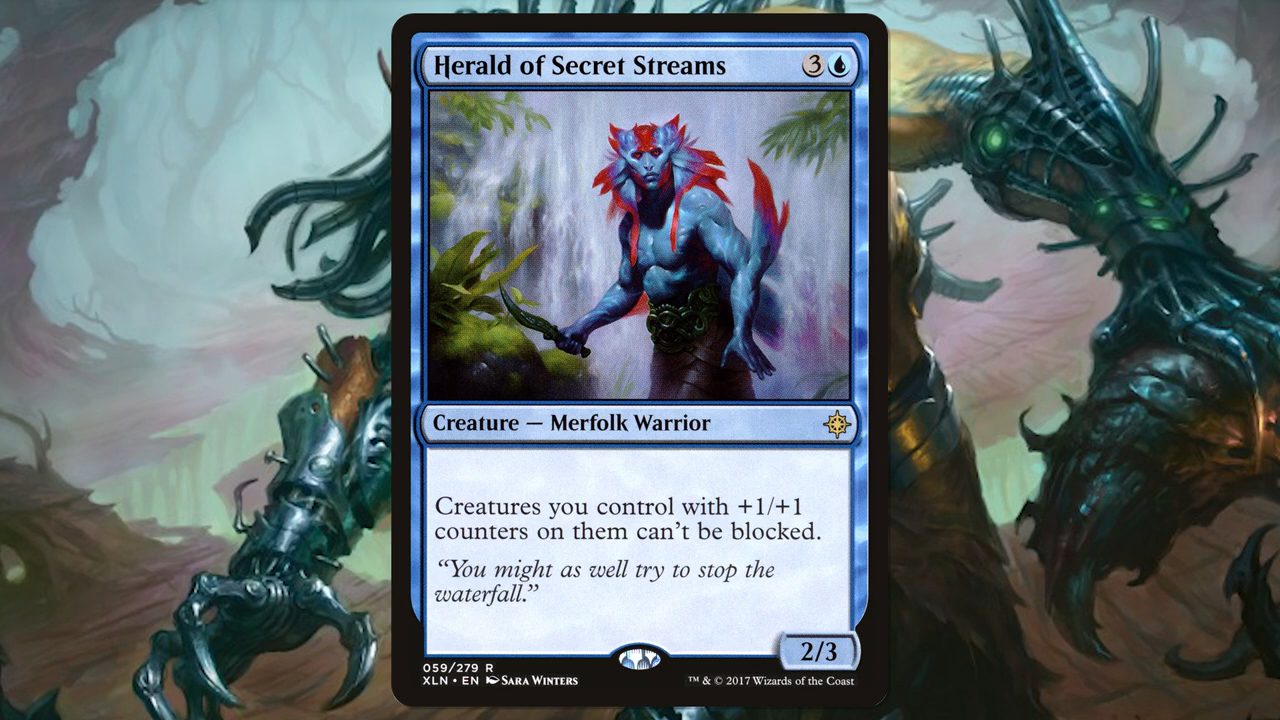 Herald of Secret Streams 3
Creature — Merfolk Warrior
Creatures you control with +1/+1
counters on them can't be blocked.
“You might as well try to stop the
waterfall.”
2/3
059/279 R
XLN • EN Sara Winters
™ & © 2017 Wizards of the Coast